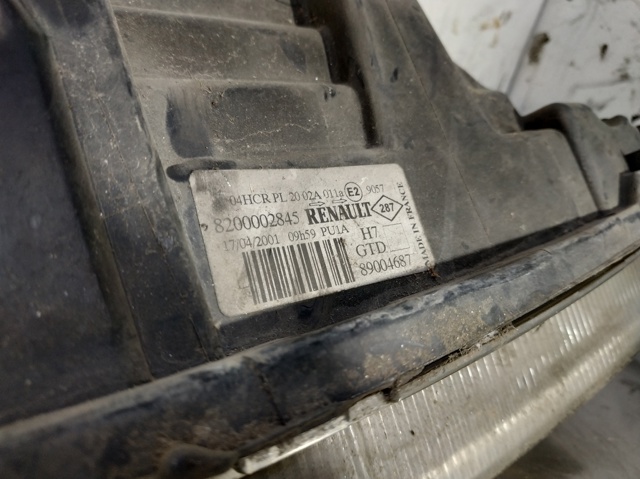 04HCR PL 20 02A 011a E2 9057
8200002845 RENAULT 287
17/04/2001 09h59 PU1A H7
GTD
89004687
MADE IN FRANCE